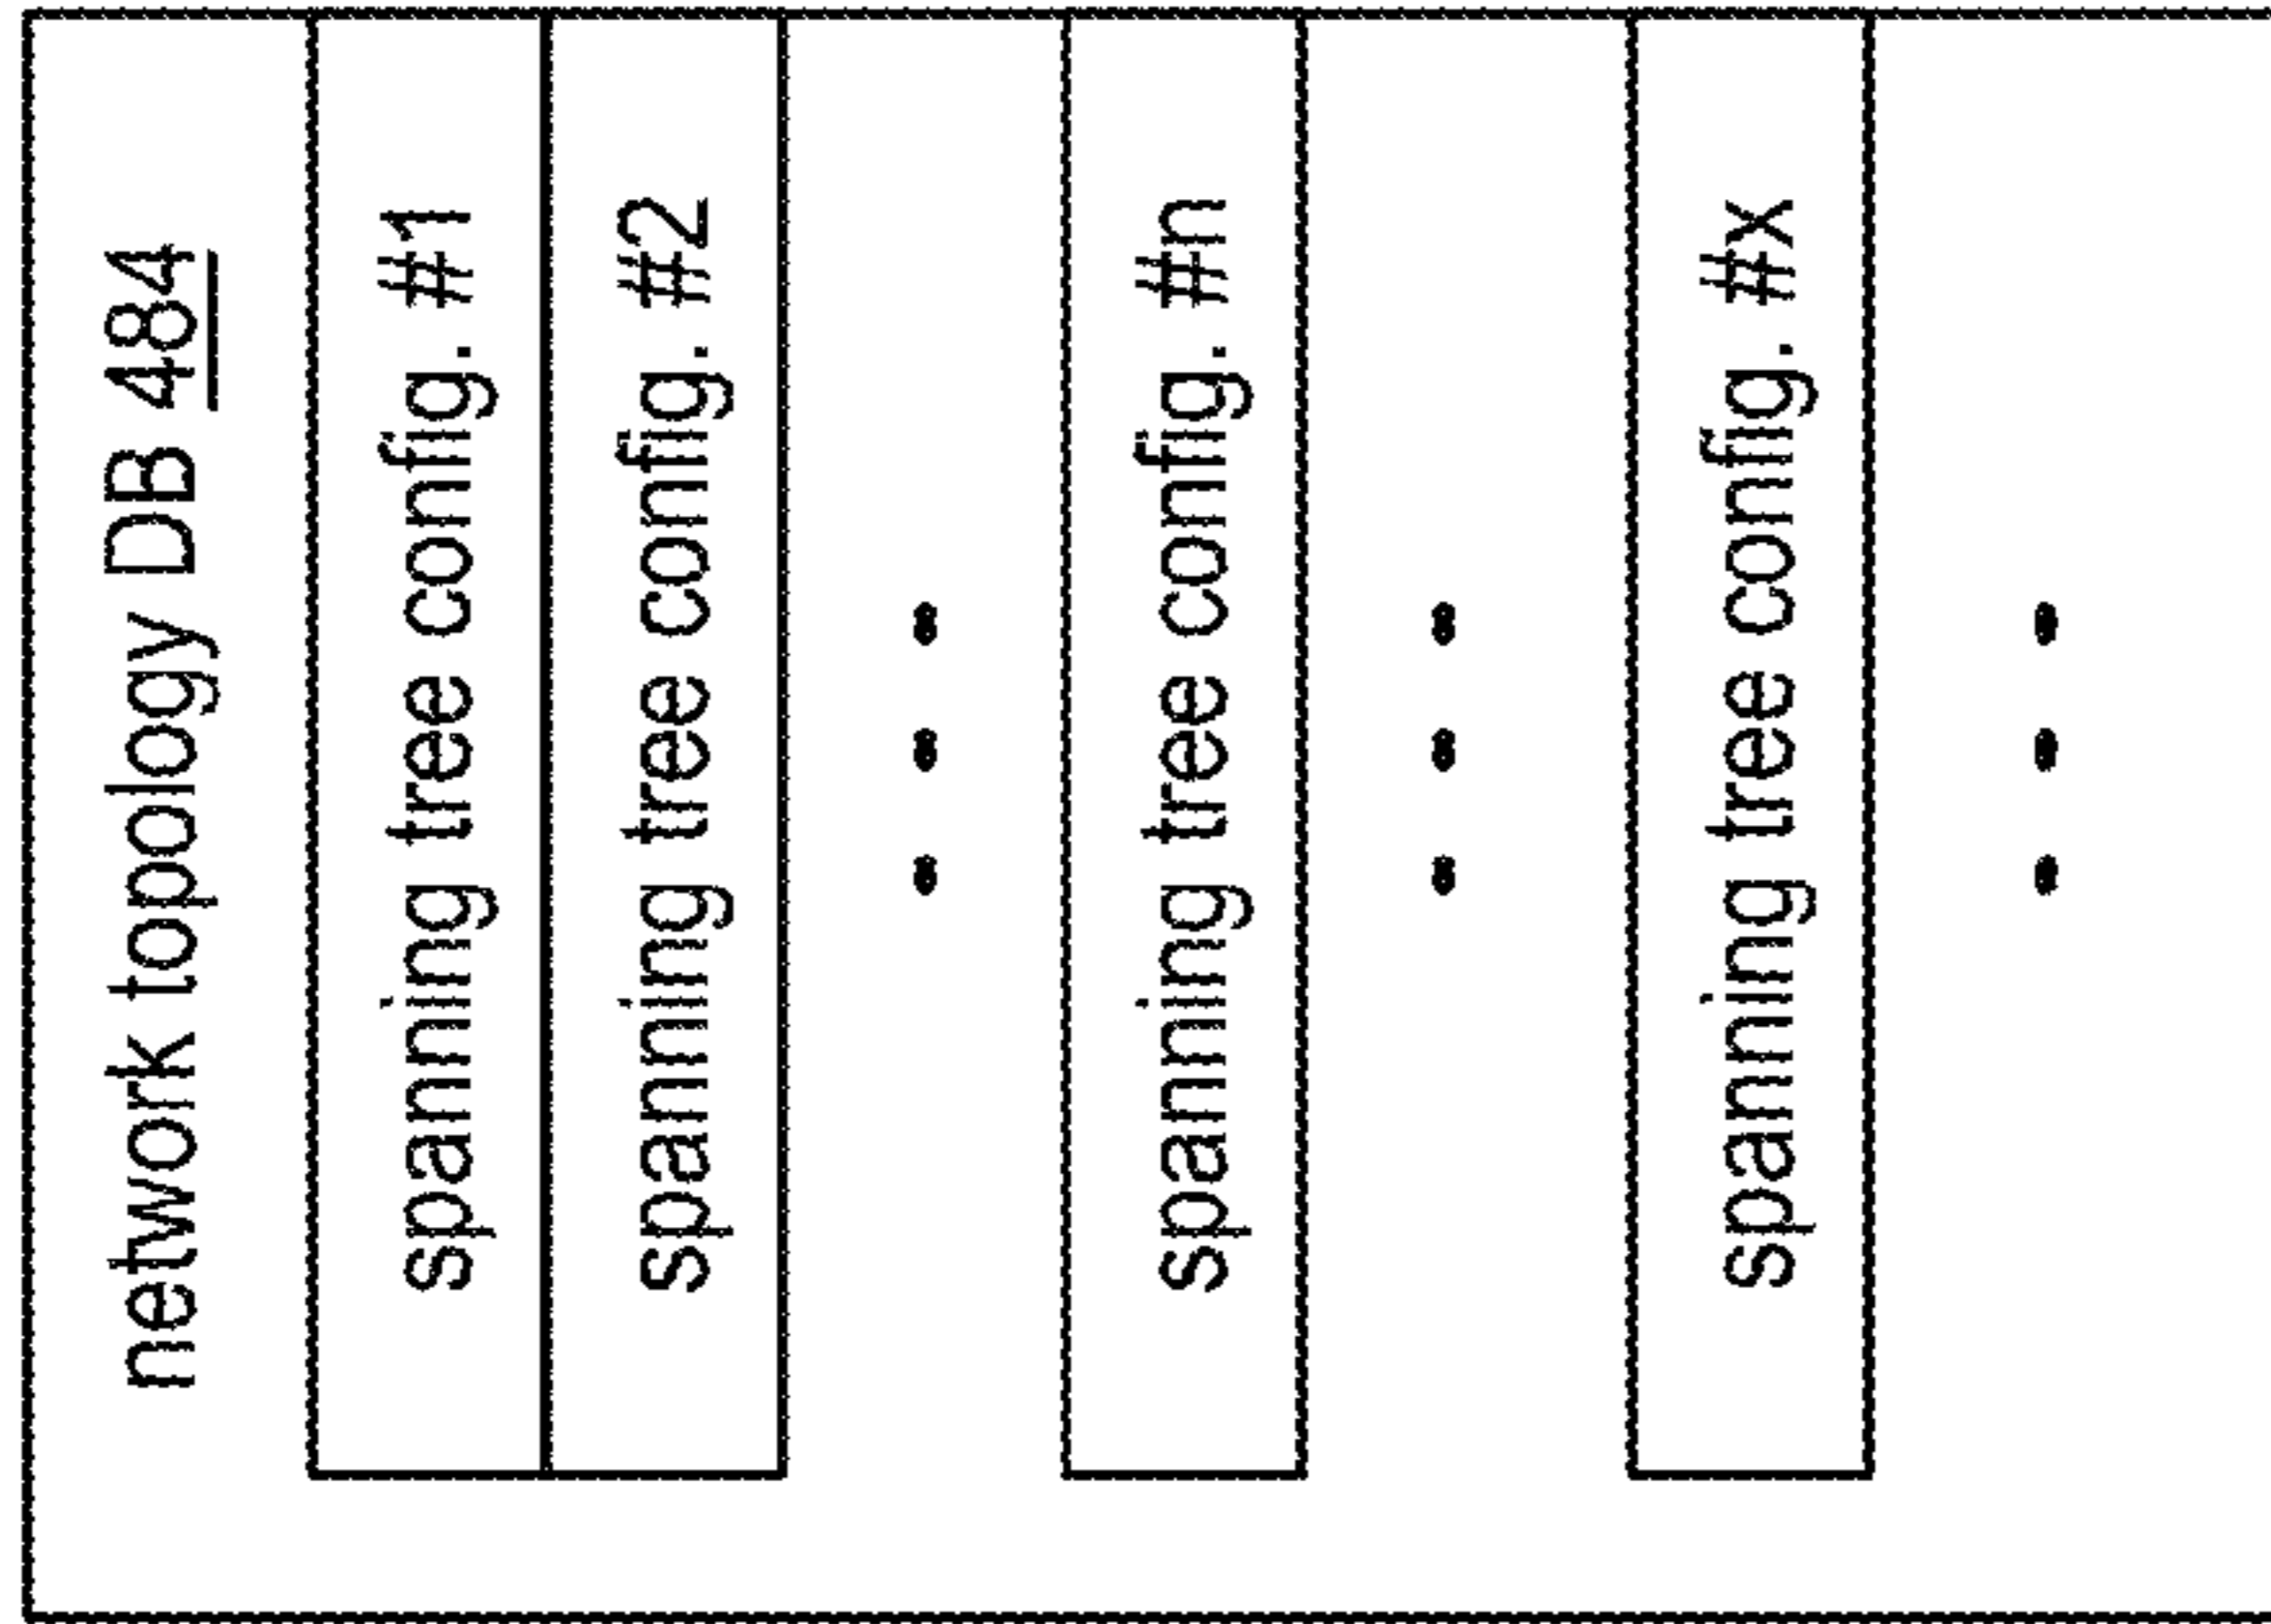 network topology DB 484
spanning tree config. #1
spanning tree config. #2
spanning tree config. #n
spanning tree config. #x